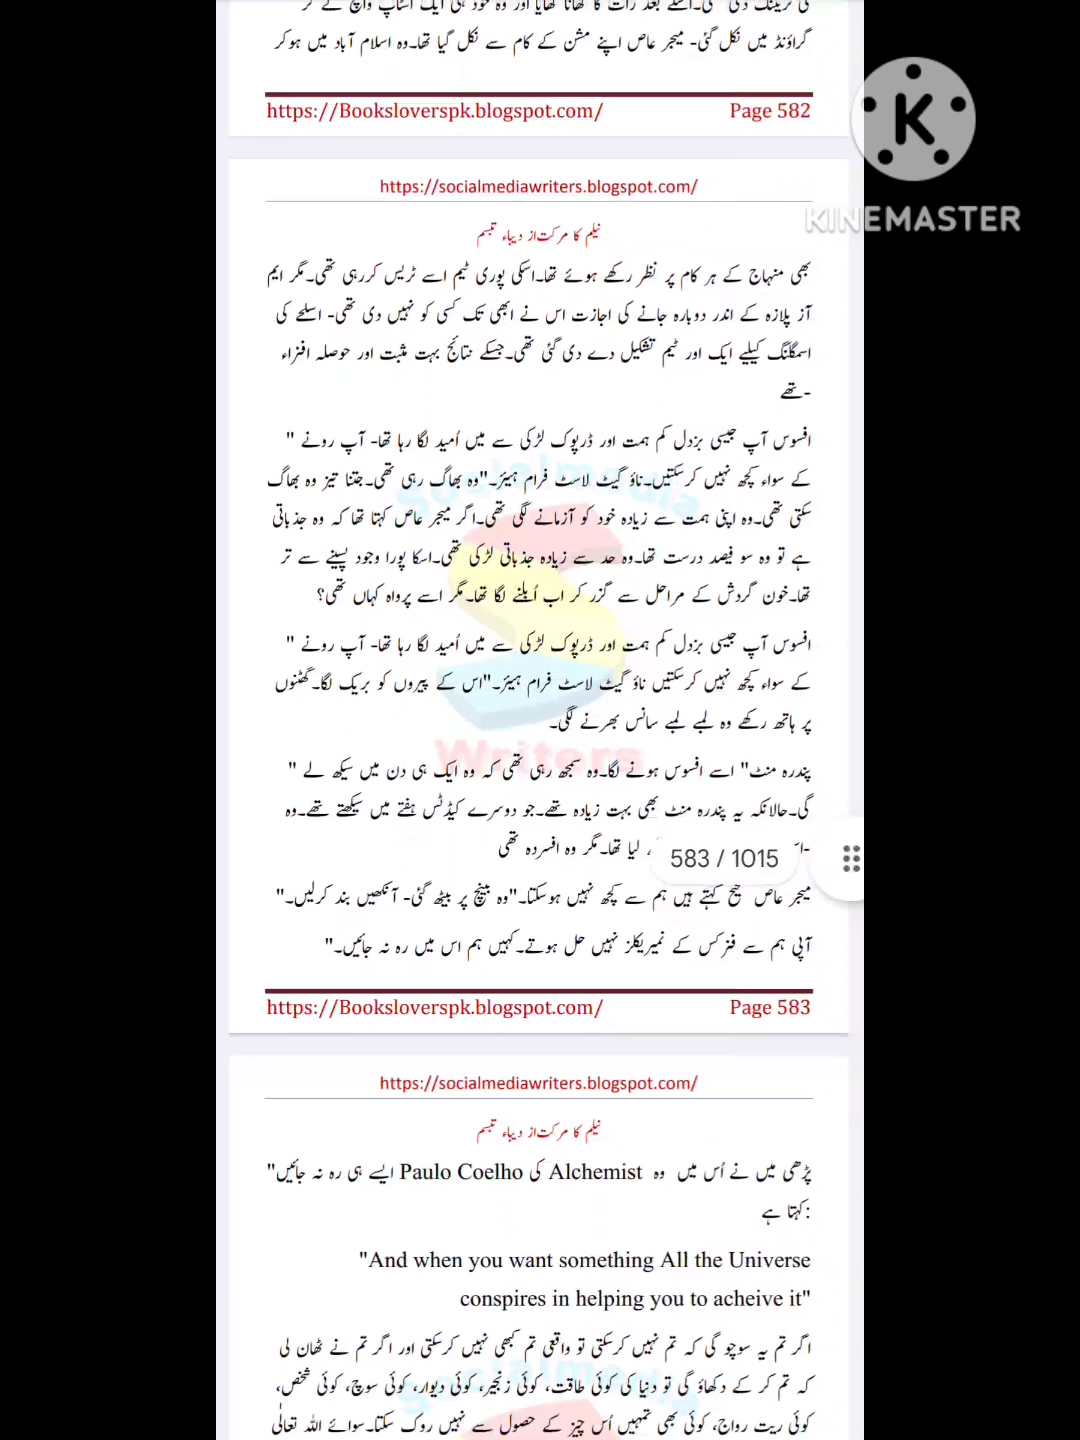 گراؤنڈ میں نکل گئی- میجر عاص اپنے مشن کے کام سے نکل گیا تھا۔وہ اسلام آباد میں ہوکر
https://Booksloverspk.blogspot.com/ Page 582
K
KINEMASTER
https://socialmediawriters.blogspot.com/
نیلم کا مرکت از دیباء تبسم
بھی منہاج کے ہر کام پر نظر رکھے ہوئے تھا۔اسکی پوری ٹیم اسے ٹریس کررہی تھی۔مگر ایم
آز پلازہ کے اندر دوبارہ جانے کی اجازت اس نے ابھی تک کسی کو نہیں دی تھی- اسلحے کی
اسمگلنگ کیلیے ایک اور ٹیم تشکیل دے دی گئی تھی۔جسکے نتائج بہت مثبت اور حوصلہ افزاء
-تھے
افسوس آپ جیسی بزدل کم ہمت اور ڈرپوک لڑکی سے میں اُمید لگا رہا تھا- آپ رونے "
کے سواء کچھ نہیں کرسکتیں۔ناؤ گیٹ لاسٹ فرام ہیئر۔"وہ بھاگ رہی تھی۔جتنا تیز وہ بھاگ
سکتی تھی۔وہ اپنی ہمت سے زیادہ خود کو آزمانے لگی تھی۔اگر میجر عاص کہتا تھا کہ وہ جذباتی
ہے تو وہ سو فیصد درست تھا۔وہ حد سے زیادہ جذباتی لڑکی تھی۔اسکا پورا وجود پسینے سے تر
تھا۔خون گردش کے مراحل سے گزر کر اب اُبلنے لگا تھا۔مگر اسے پرواہ کہاں تھی؟
افسوس آپ جیسی بزدل کم ہمت اور ڈرپوک لڑکی سے میں اُمید لگا رہا تھا- آپ رونے "
کے سواء کچھ نہیں کرسکتیں ناؤ گیٹ لاسٹ فرام ہیئر۔"اس کے پیروں کو بریک لگا۔گھٹنوں
پر ہاتھ رکھے وہ لمبے لمبے سانس بھرنے لگی۔
پندرہ منٹ" اسے افسوس ہونے لگا۔وہ سمجھ رہی تھی کہ وہ ایک ہی دن میں سیکھ لے "
گی۔حالانکہ یہ پندرہ منٹ بھی بہت زیادہ تھے۔جو دوسرے کیڈٹس ہفتے میں سیکھتے تھے۔وہ
لیا تھا۔مگر وہ افسردہ تھی
583 / 1015
میجر عاص صحیح کہتے ہیں ہم سے کچھ نہیں ہوسکتا۔"وہ بینچ پر بیٹھ گئی- آنکھیں بند کرلیں۔"
آپی ہم سے فزکس کے نمیریکلز نہیں حل ہوتے۔کہیں ہم اس میں رہ نہ جائیں۔"
https://Booksloverspk.blogspot.com/ Page 583
https://socialmediawriters.blogspot.com/
نیلم کا مرکت از دیباء تبسم
پڑھی میں نے اُس میں وہ Alchemist کی Paulo Coelho ایسے ہی رہ نہ جائیں"
:کہتا ہے
"And when you want something All the Universe
conspires in helping you to acheive it"
اگر تم یہ سوچو گی کہ تم نہیں کرسکتی تو واقعی تم کبھی نہیں کرسکتی اور اگر تم نے ٹھان لی
کہ تم کر کے دکھاؤ گی تو دنیا کی کوئی طاقت، کوئی زنجیر، کوئی دیوار، کوئی سوچ، کوئی شخص،
کوئی ریت رواج، کوئی بھی تمہیں اُس چیز کے حصول سے نہیں روک سکتا۔سوائے اللہ تعالٰی